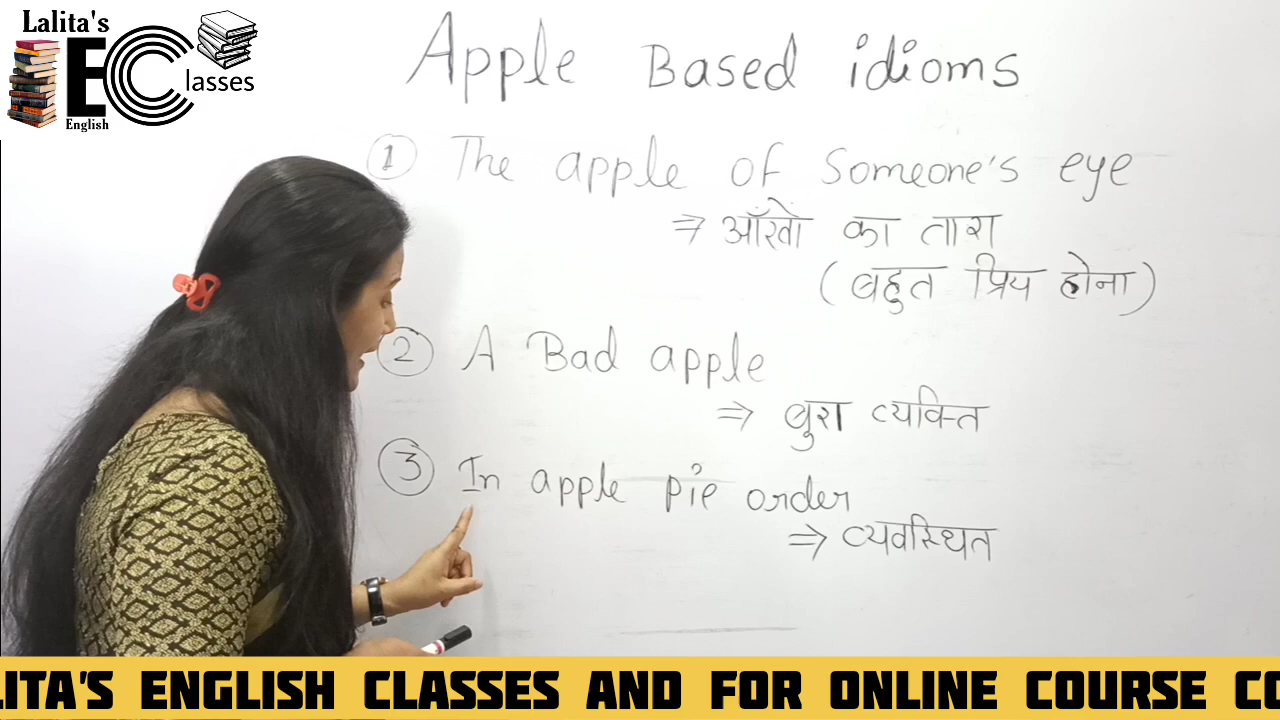 Lalita's
EC Classes
English
Apple Based idioms
① The apple of someone's eye
⇒ आँखों का तारा
(बहुत प्रिय होना)
② A Bad apple
⇒ बुरा व्यक्ति
③ In apple pie order
⇒ व्यवस्थित
LITA'S ENGLISH CLASSES AND FOR ONLINE COURSE CO